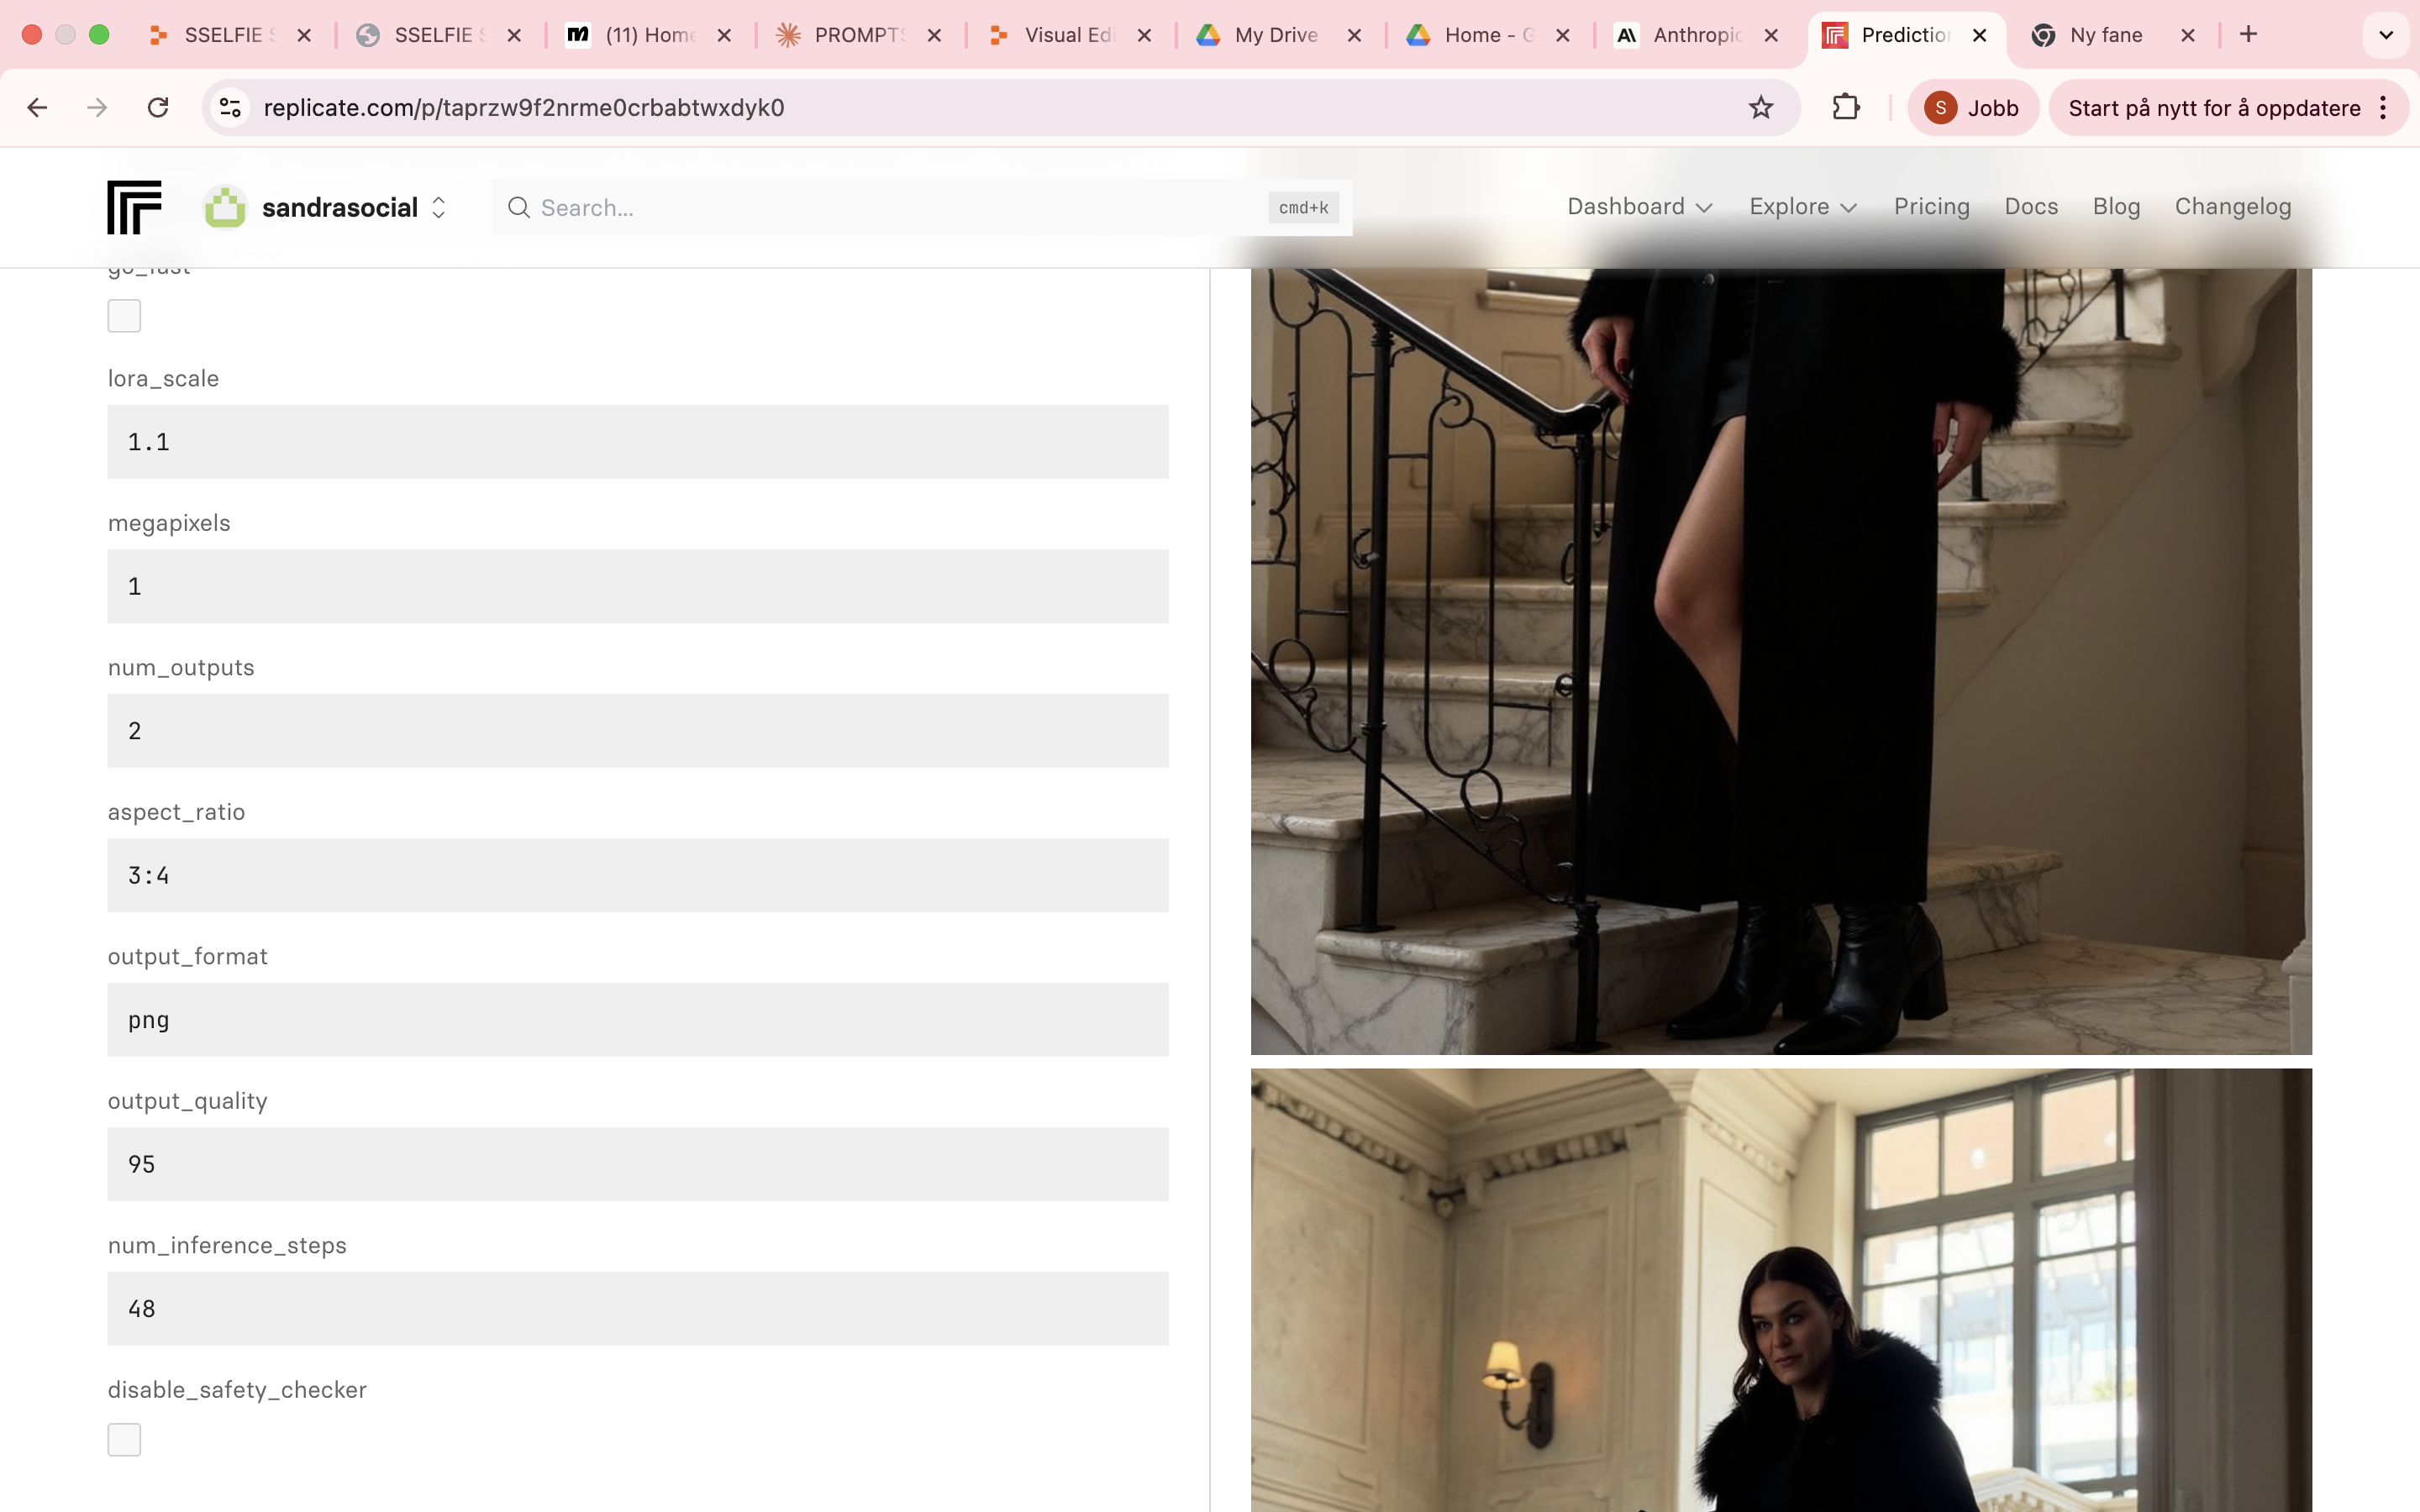 SSELFIE
SSELFIE
(11) Home
PROMPTS
Visual Edi
My Drive
Home - G
Anthropic
Prediction
Ny fane
replicate.com/p/taprzw9f2nrme0crbabtwxdyk0
S
Jobb
Start på nytt for å oppdatere
sandrasocial
Search...
cmd+k
Dashboard
Explore
Pricing
Docs
Blog
Changelog
go_fast
lora_scale
1.1
megapixels
1
num_outputs
2
aspect_ratio
3:4
output_format
png
output_quality
95
num_inference_steps
48
disable_safety_checker